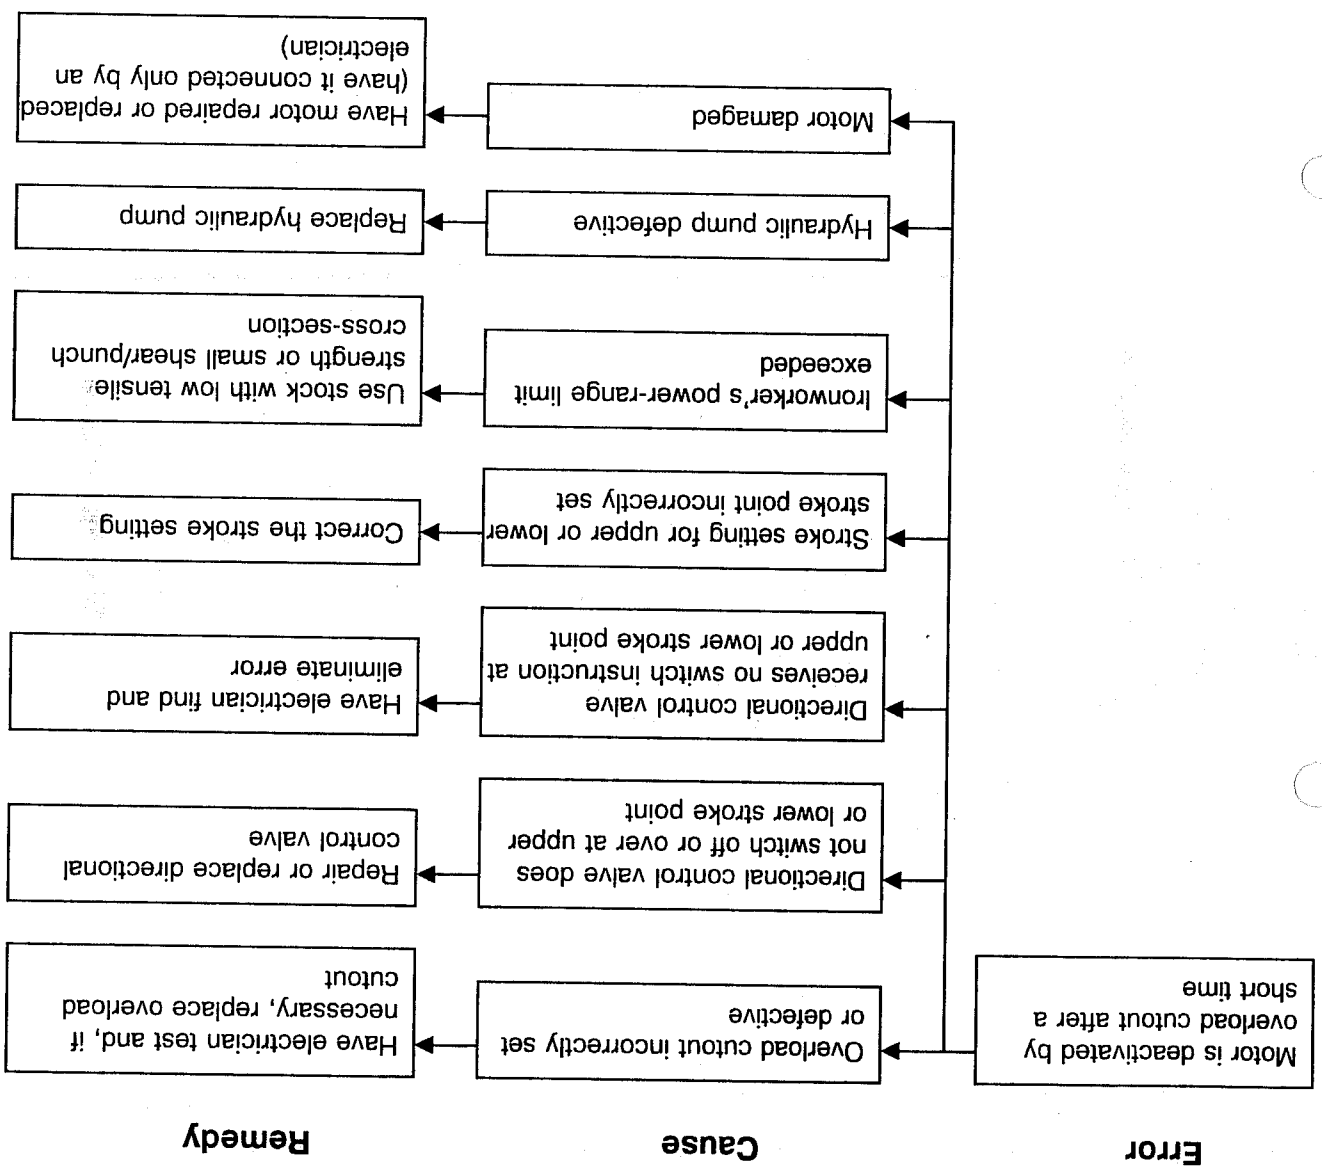 Error
Cause
Remedy
Motor is deactivated by
overload cutout after a
short time
Overload cutout incorrectly set
or defective
Have electrician test and, if
necessary, replace overload
cutout
Directional control valve does
not switch off or over at upper
or lower stroke point
Repair or replace directional
control valve
Directional control valve
receives no switch instruction at
upper or lower stroke point
Have electrician find and
eliminate error
Stroke setting for upper or lower
stroke point incorrectly set
Correct the stroke setting
Ironworker's power-range limit
exceeded
Use stock with low tensile
strength or small shear/punch
cross-section
Hydraulic pump defective
Replace hydraulic pump
Motor damaged
Have motor repaired or replaced
(have it connected only by an
electrician)